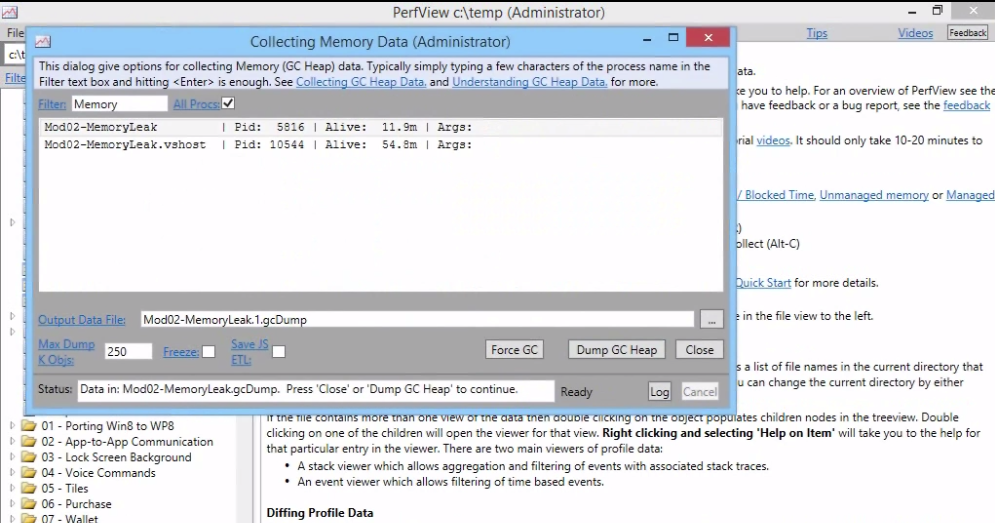 PerfView c:\temp (Administrator)
File
Tips
Videos
Feedback
c:\t
Filte
Collecting Memory Data (Administrator)
This dialog give options for collecting Memory (GC Heap) data. Typically simply typing a few characters of the process name in the
Filter text box and hitting <Enter> is enough. See Collecting GC Heap Data. and Understanding GC Heap Data. for more.
Filter: Memory All Procs:
Mod02-MemoryLeak | Pid: 5816 | Alive: 11.9m | Args:
Mod02-MemoryLeak.vshost | Pid: 10544 | Alive: 54.8m | Args:
Output Data File: Mod02-MemoryLeak.1.gcDump ...
Max Dump
K Objs: 250 Freeze: Save JS
ETL: Force GC Dump GC Heap Close
Status: Data in: Mod02-MemoryLeak.gcDump. Press 'Close' or 'Dump GC Heap' to continue. Ready Log Cancel
ata.
e you to help. For an overview of PerfView see the
have feedback or a bug report, see the feedback
rial videos. It should only take 10-20 minutes to
/ Blocked Time, Unmanaged memory or Managed
ollect (Alt-C)
Quick Start for more details.
e in the file view to the left.
s a list of file names in the current directory that
u can change the current directory by either
If the file contains more than one view of the data then double clicking on the object populates children nodes in the treeview. Double
clicking on one of the children will open the viewer for that view. Right clicking and selecting 'Help on Item' will take you to the help for
that particular entry in the viewer. There are two main viewers of profile data:
• A stack viewer which allows aggregation and filtering of events with associated stack traces.
• An event viewer which allows filtering of time based events.
Diffing Profile Data
01 - Porting Win8 to WP8
02 - App-to-App Communication
03 - Lock Screen Background
04 - Voice Commands
05 - Tiles
06 - Purchase
07 - Wallet